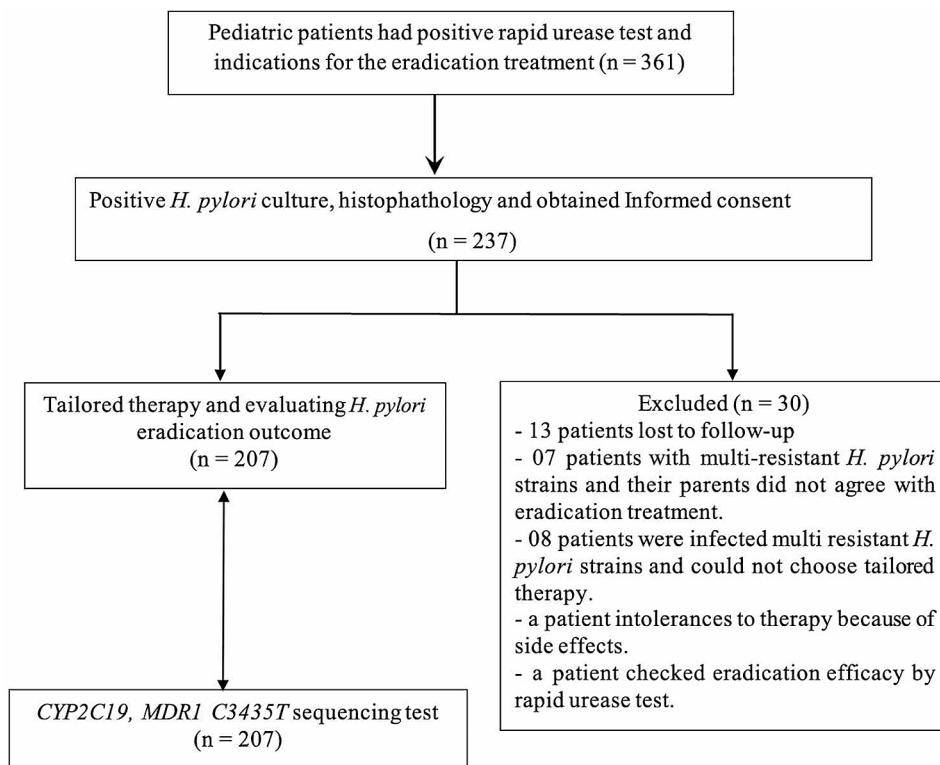 Pediatric patients had positive rapid urease test and
indications for the eradication treatment (n = 361)
Positive H. pylori culture, histophathology and obtained Informed consent
(n = 237)
Tailored therapy and evaluating H. pylori
eradication outcome
(n = 207)
Excluded (n = 30)
- 13 patients lost to follow-up
- 07 patients with multi-resistant H. pylori
strains and their parents did not agree with
eradication treatment.
- 08 patients were infected multi resistant H.
pylori strains and could not choose tailored
therapy.
- a patient intolerances to therapy because of
side effects.
- a patient checked eradication efficacy by
rapid urease test.
CYP2C19, MDR1 C3435T sequencing test
(n = 207)